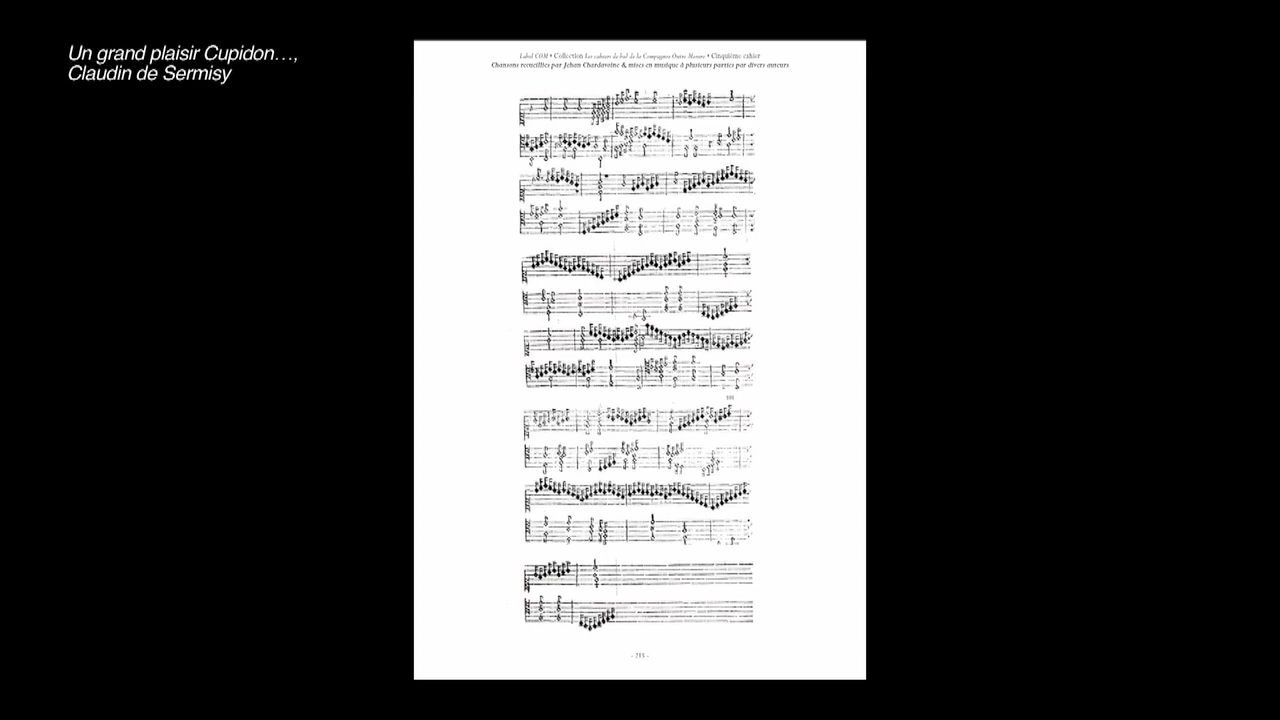 Un grand plaisir Cupidon…,
Claudin de Sermisy
Label COM • Collection Les cahiers de bal de la Compagnie Outre Mesure • Cinquième cahier
Chansons recueillies par Jehan Chardavoine & mises en musique à plusieurs parties par divers auteurs
- 215 -